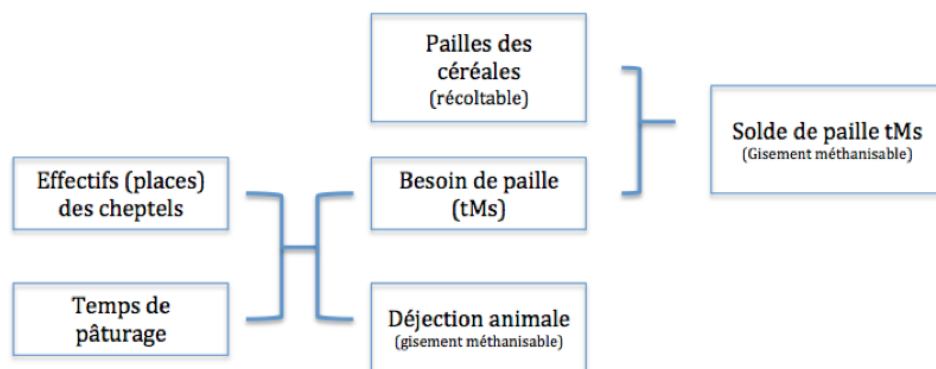 Pailles des
céréales
(récoltable)
Solde de paille tMs
(Gisement méthanisable)
Effectifs (places)
des cheptels
Besoin de paille
(tMs)
Temps de
pâturage
Déjection animale
(gisement méthanisable)